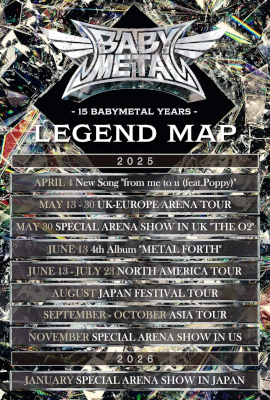 BABY
METAL
- 15 BABYMETAL YEARS -
LEGEND MAP
2025
APRIL 4 New Song "from me to u (feat.Poppy)"
MAY 13 - 30 UK-EUROPE ARENA TOUR
MAY 30 SPECIAL ARENA SHOW IN UK "THE O2"
JUNE 13 4th Album "METAL FORTH"
JUNE 13 - JULY 23 NORTH AMERICA TOUR
AUGUST JAPAN FESTIVAL TOUR
SEPTEMBER - OCTOBER ASIA TOUR
NOVEMBER SPECIAL ARENA SHOW IN US
2026
JANUARY SPECIAL ARENA SHOW IN JAPAN